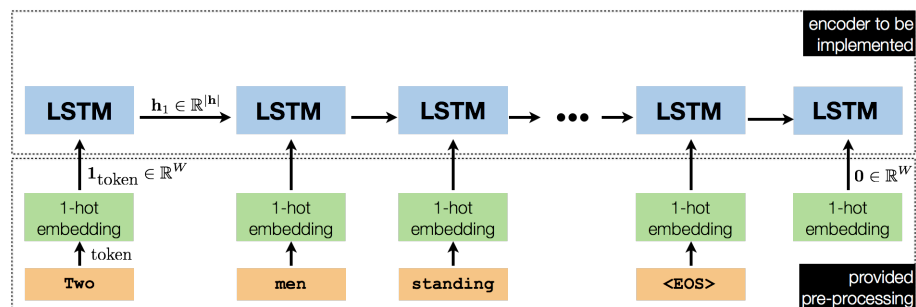 encoder to be
implemented
LSTM
h₁ ∈ ℝ^|h|
LSTM
LSTM
•••
LSTM
LSTM
1_token ∈ ℝ^W
0 ∈ ℝ^W
1-hot
embedding
1-hot
embedding
1-hot
embedding
1-hot
embedding
1-hot
embedding
token
Two
men
standing
<EOS>
provided
pre-processing